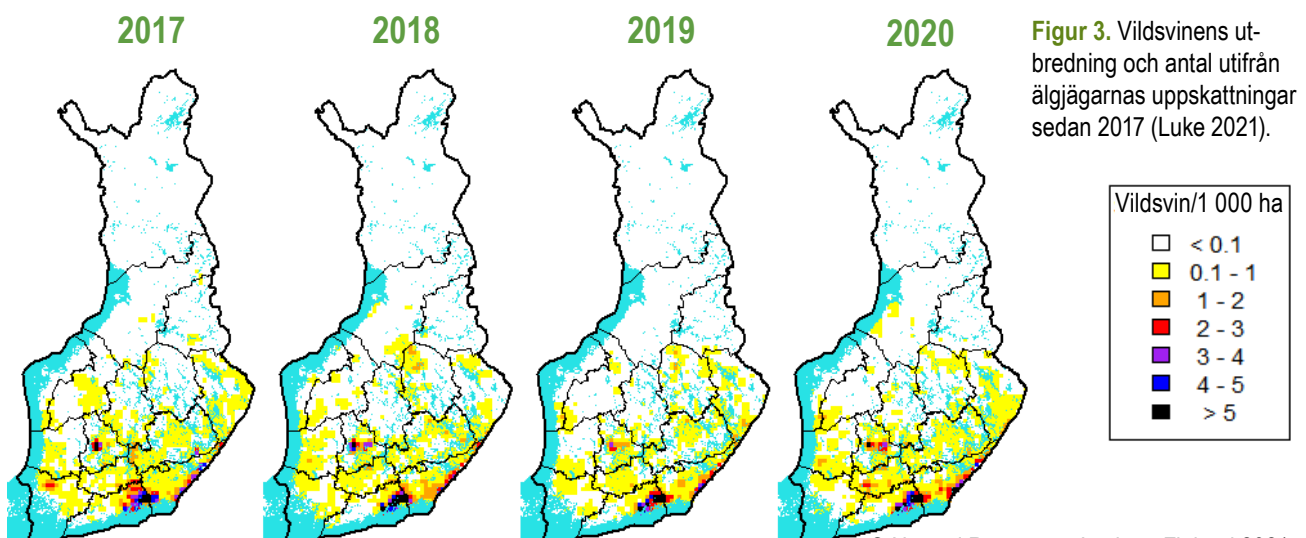 2017 2018 2019 2020
Figur 3. Vildsvinens ut-
bredning och antal utifrån
älgjägarnas uppskattningar
sedan 2017 (Luke 2021).
Vildsvin/1 000 ha
< 0.1
0.1 - 1
1 - 2
2 - 3
3 - 4
4 - 5
> 5